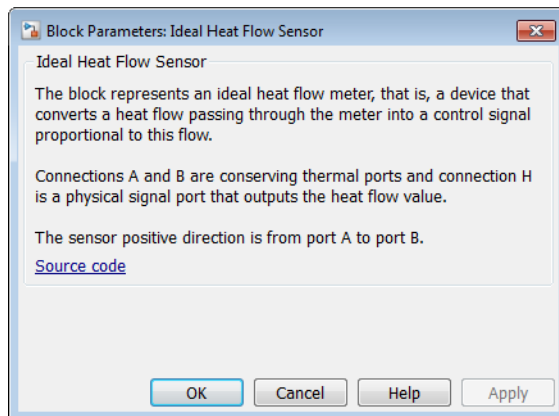 Block Parameters: Ideal Heat Flow Sensor
Ideal Heat Flow Sensor
The block represents an ideal heat flow meter, that is, a device that
converts a heat flow passing through the meter into a control signal
proportional to this flow.
Connections A and B are conserving thermal ports and connection H
is a physical signal port that outputs the heat flow value.
The sensor positive direction is from port A to port B.
Source code
OK Cancel Help Apply